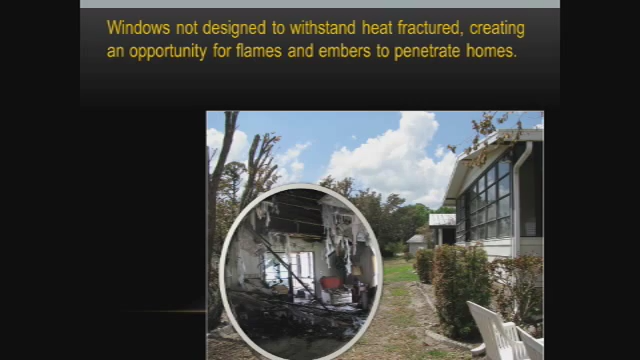 Windows not designed to withstand heat fractured, creating
an opportunity for flames and embers to penetrate homes.